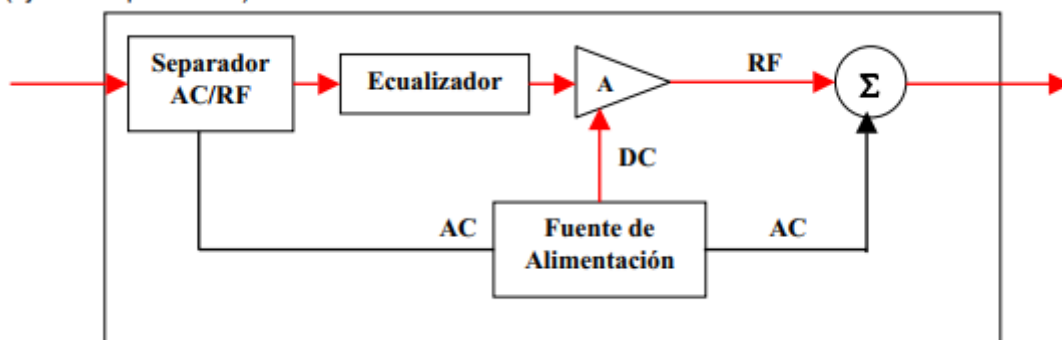 Separador
AC/RF
Ecualizador
A
RF
Σ
DC
AC
Fuente de
Alimentación
AC